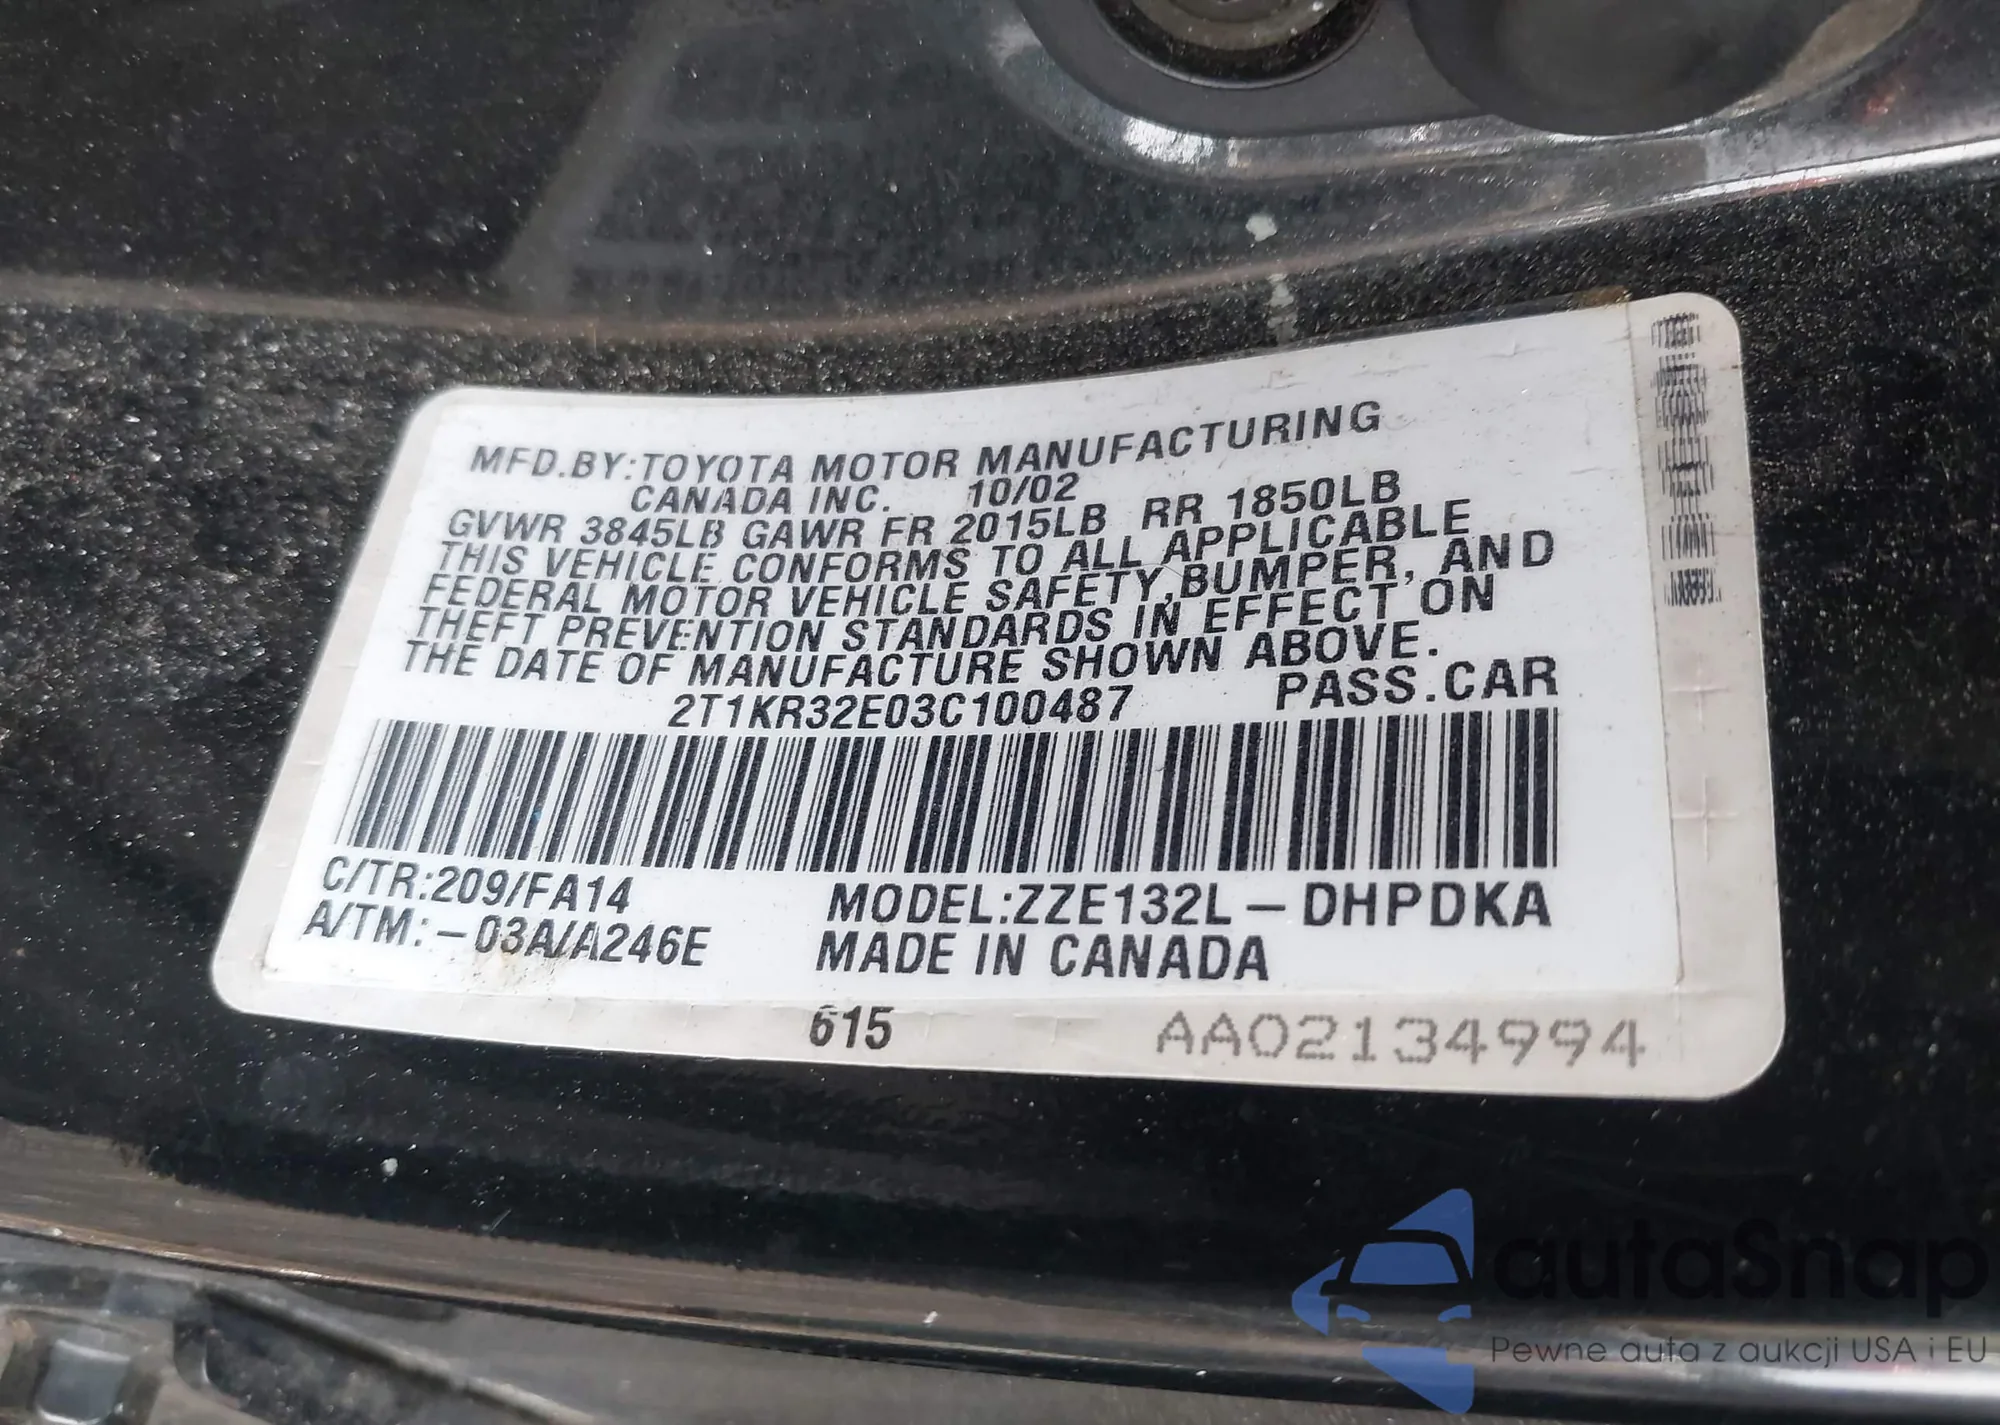 MFD.BY:TOYOTA MOTOR MANUFACTURING
CANADA INC. 10/02
GVWR 3845LB GAWR FR 2015LB RR 1850LB
THIS VEHICLE CONFORMS TO ALL APPLICABLE
FEDERAL MOTOR VEHICLE SAFETY,BUMPER, AND
THEFT PREVENTION STANDARDS IN EFFECT ON
THE DATE OF MANUFACTURE SHOWN ABOVE.
2T1KR32E03C100487 PASS.CAR
C/TR:209/FA14 MODEL:ZZE132L-DHPDKA
A/TM:-03A/A246E MADE IN CANADA
615 AA02134994
autaSnap
Pewne auta z aukcji USA i EU